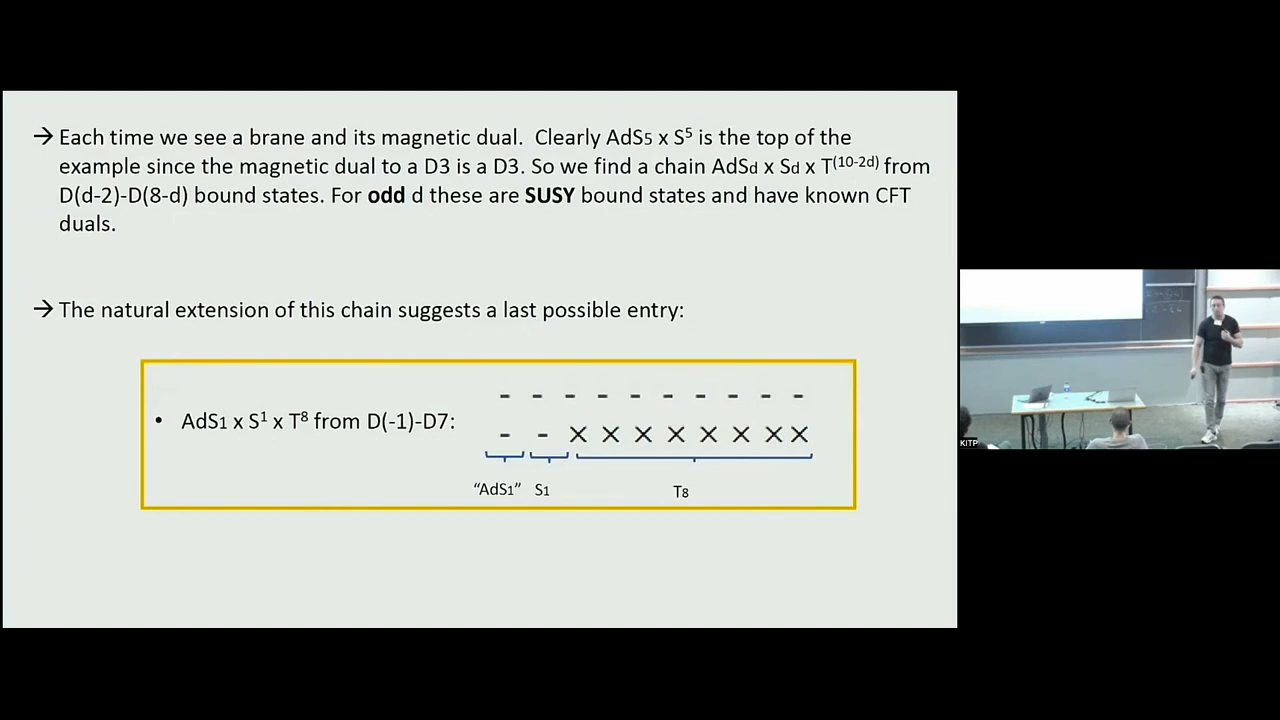 → Each time we see a brane and its magnetic dual.  Clearly AdS5 x S⁵ is the top of the
example since the magnetic dual to a D3 is a D3. So we find a chain AdSd x Sd x T⁽¹⁰⁻²ᵈ⁾ from
D(d-2)-D(8-d) bound states. For odd d these are SUSY bound states and have known CFT
duals.
→ The natural extension of this chain suggests a last possible entry:
- - - - - - - - - -
• AdS1 x S¹ x T⁸ from D(-1)-D7:
- - X X X X X X X X
"AdS1" S1 T8
KITP